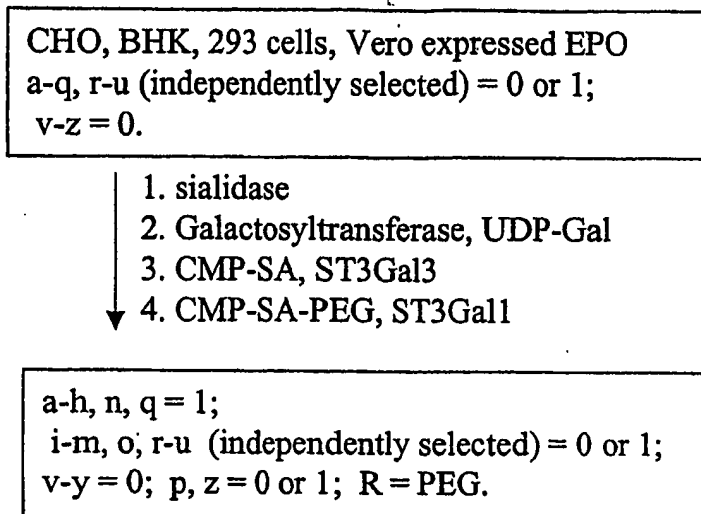 CHO, BHK, 293 cells, Vero expressed EPO
a-q, r-u (independently selected) = 0 or 1;
v-z = 0.
1. sialidase
2. Galactosyltransferase, UDP-Gal
3. CMP-SA, ST3Gal3
4. CMP-SA-PEG, ST3Gal1
a-h, n, q = 1;
i-m, o, r-u (independently selected) = 0 or 1;
v-y = 0; p, z = 0 or 1; R = PEG.